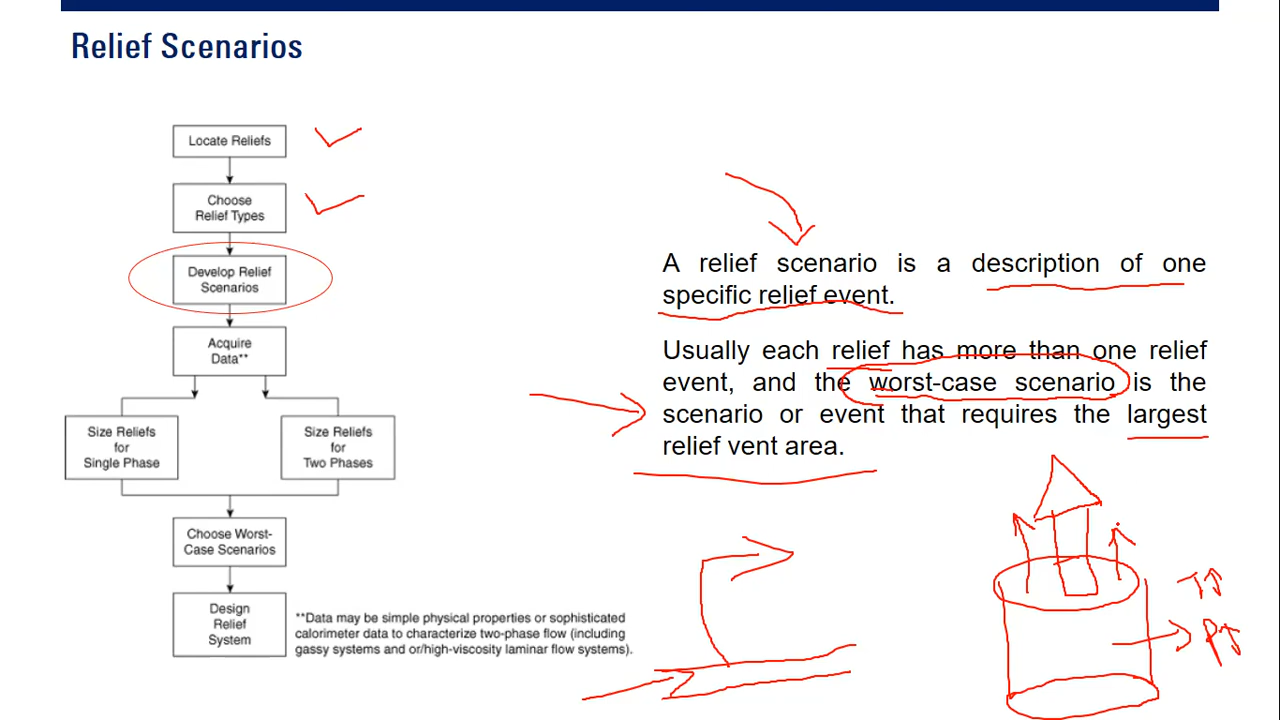 Relief Scenarios
Locate Reliefs
Choose
Relief Types
Develop Relief
Scenarios
Acquire
Data**
Size Reliefs
for
Single Phase
Size Reliefs
for
Two Phases
Choose Worst-
Case Scenarios
Design
Relief
System
**Data may be simple physical properties or sophisticated
calorimeter data to characterize two-phase flow (including
gassy systems and or/high-viscosity laminar flow systems).
A relief scenario is a description of one
specific relief event.
Usually each relief has more than one relief
event, and the worst-case scenario is the
scenario or event that requires the largest
relief vent area.
T↑
P↑